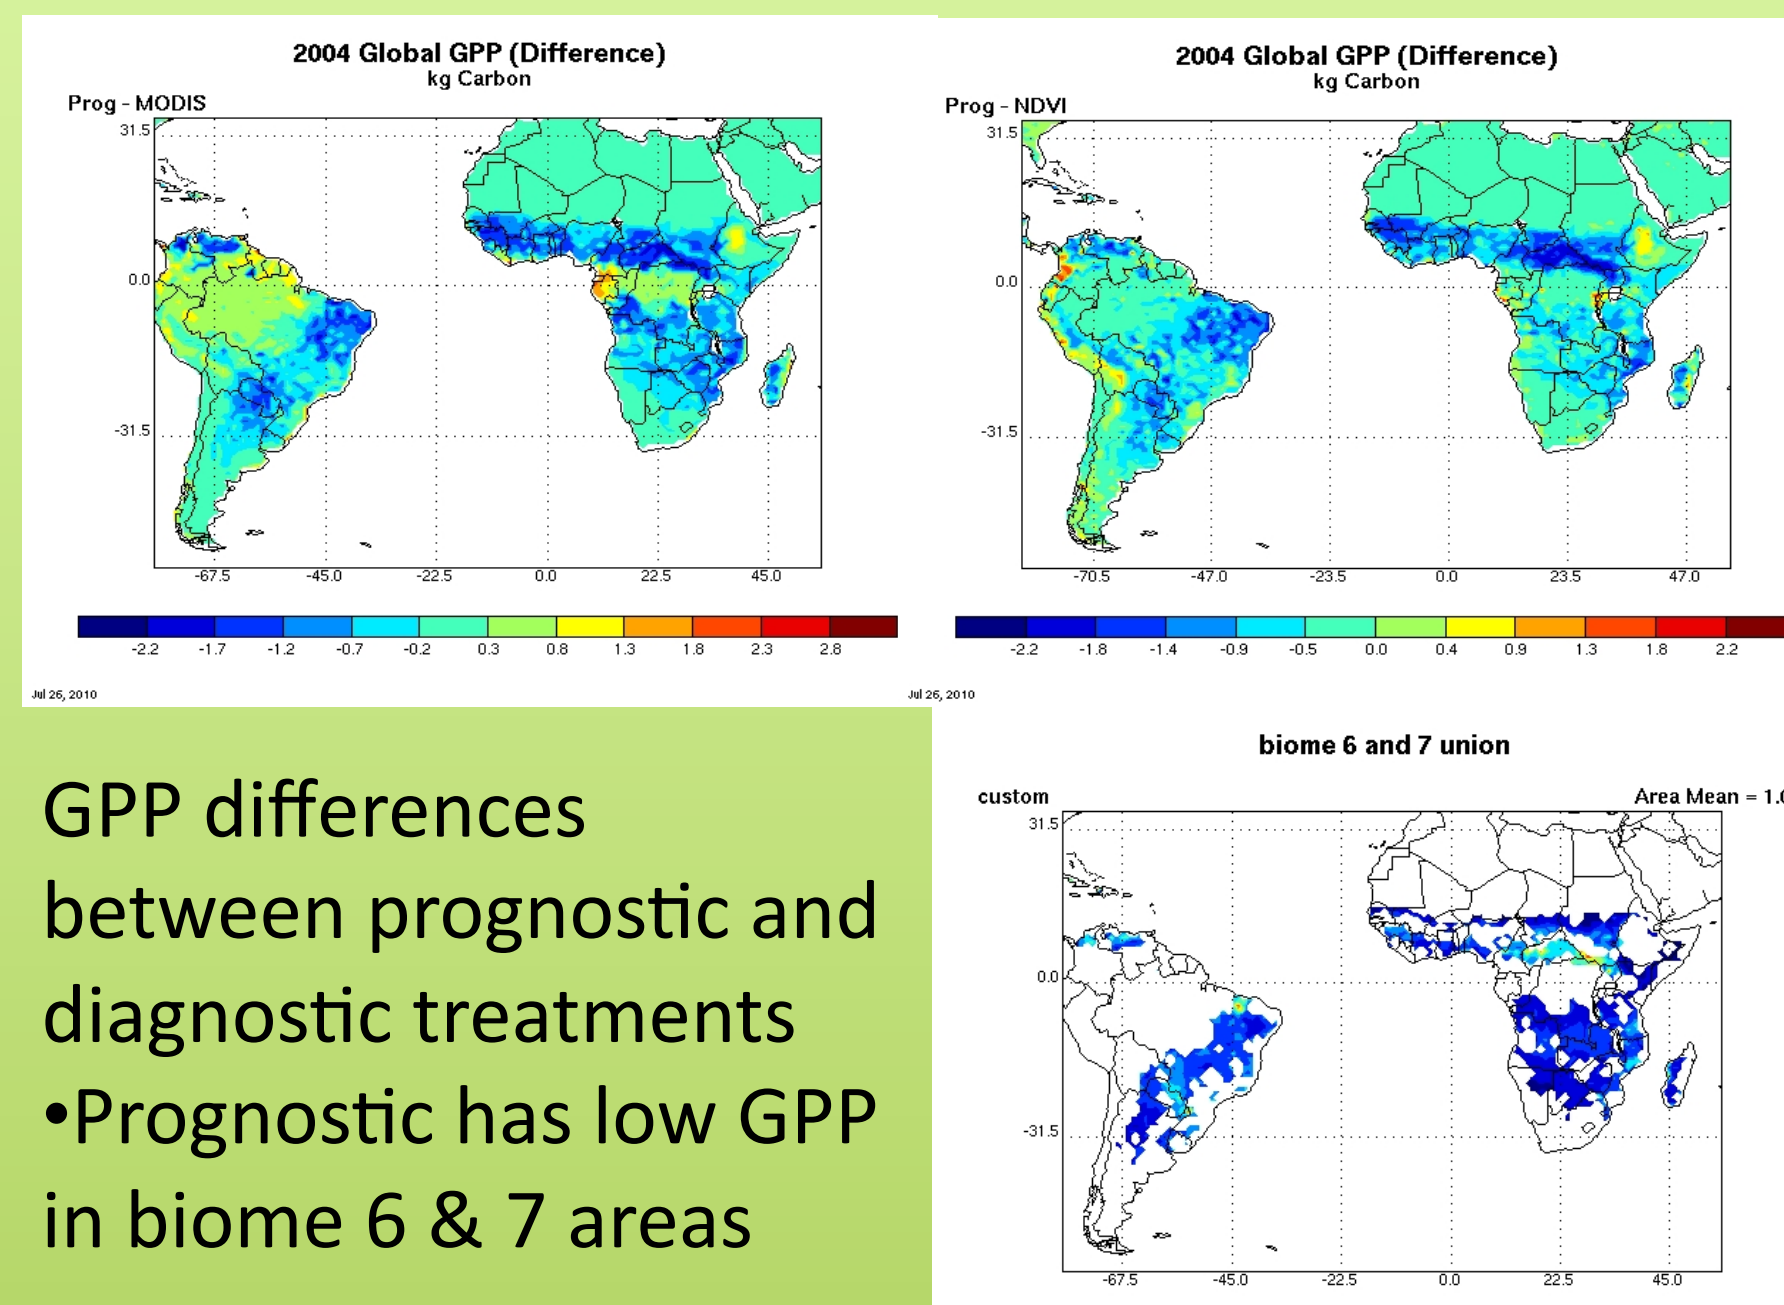 2004 Global GPP (Difference)
kg Carbon
Prog - MODIS
31.5
0.0
-31.5
-67.5 -45.0 -22.5 0.0 22.5 45.0
-2.2 -1.7 -1.2 -0.7 -0.2 0.3 0.8 1.3 1.8 2.3 2.8
Jul 26, 2010
2004 Global GPP (Difference)
kg Carbon
Prog - NDVI
31.5
0.0
-31.5
-70.5 -47.0 -23.5 0.0 23.5 47.0
-2.2 -1.8 -1.4 -0.9 -0.5 0.0 0.4 0.9 1.3 1.8 2.2
Jul 26, 2010
GPP differences
between prognostic and
diagnostic treatments
•Prognostic has low GPP
in biome 6 & 7 areas
biome 6 and 7 union
custom
Area Mean = 1.0
31.5
0.0
-31.5
-67.5 -45.0 -22.5 0.0 22.5 45.0